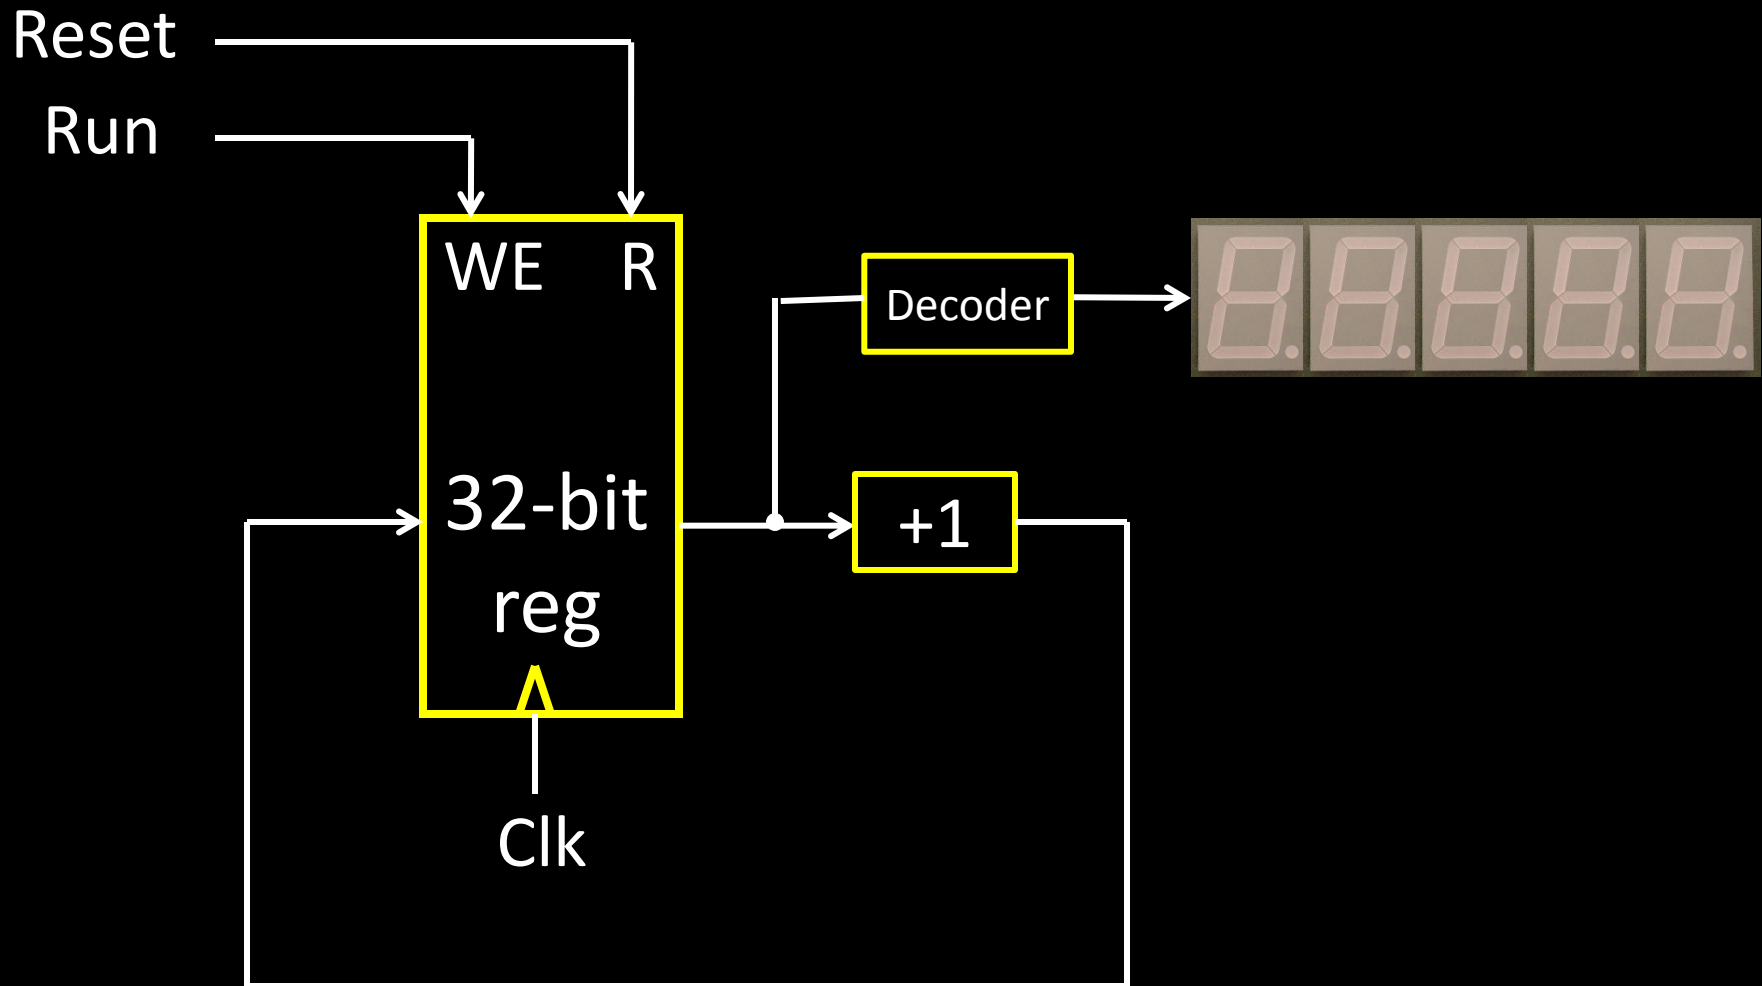 Reset
Run
WE R
Decoder
32-bit
reg
+1
Clk